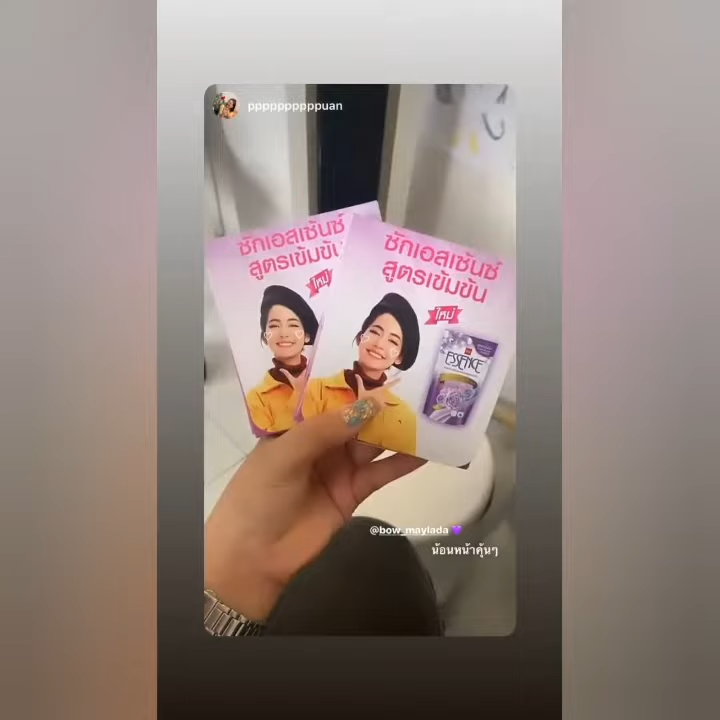 ppppppppppuan
ซักเอสเซ้นซ์
สูตรเข้มข้น
ใหม่
ซักเอสเซ้นซ์
สูตรเข้มข้น
ใหม่
ESSENCE
@bow_maylada 💜
น้อนหน้าคุ้นๆ